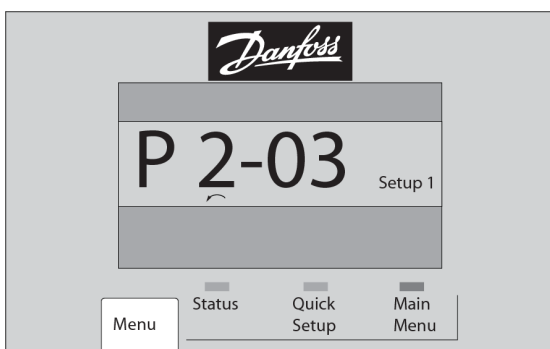 Danfoss
P 2-03
Setup 1
Status
Quick
Setup
Main
Menu
Menu